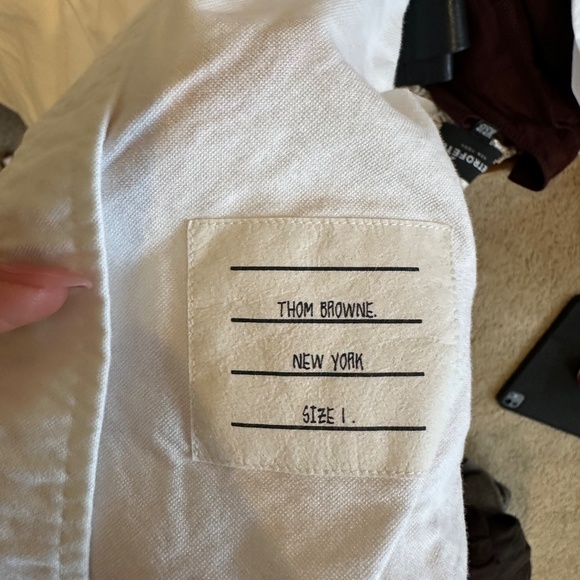 THOM BROWNE.
NEW YORK
SIZE 1.